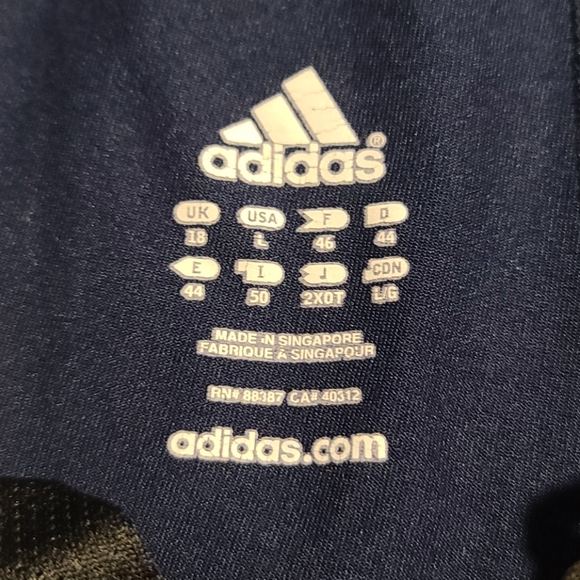 adidas®
UK USA F D
18 L 46 44
E I J CDN
44 50 2XOT L/G
MADE IN SINGAPORE
FABRIQUE À SINGAPOUR
RN# 88387 CA# 40312
adidas.com